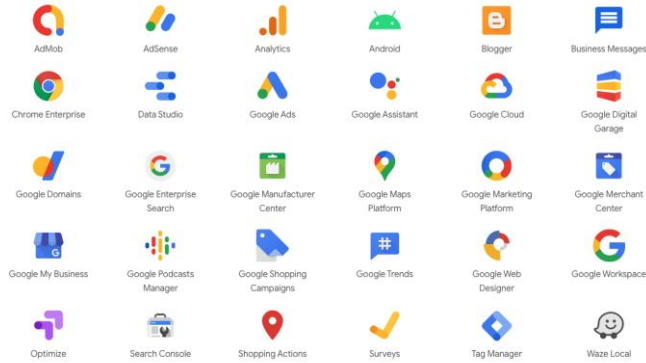 AdMob
AdSense
Analytics
Android
Blogger
Business Messages
Chrome Enterprise
Data Studio
Google Ads
Google Assistant
Google Cloud
Google Digital
Garage
Google Domains
Google Enterprise
Search
Google Manufacturer
Center
Google Maps
Platform
Google Marketing
Platform
Google Merchant
Center
Google My Business
Google Podcasts
Manager
Google Shopping
Campaigns
Google Trends
Google Web
Designer
Google Workspace
Optimize
Search Console
Shopping Actions
Surveys
Tag Manager
Waze Local